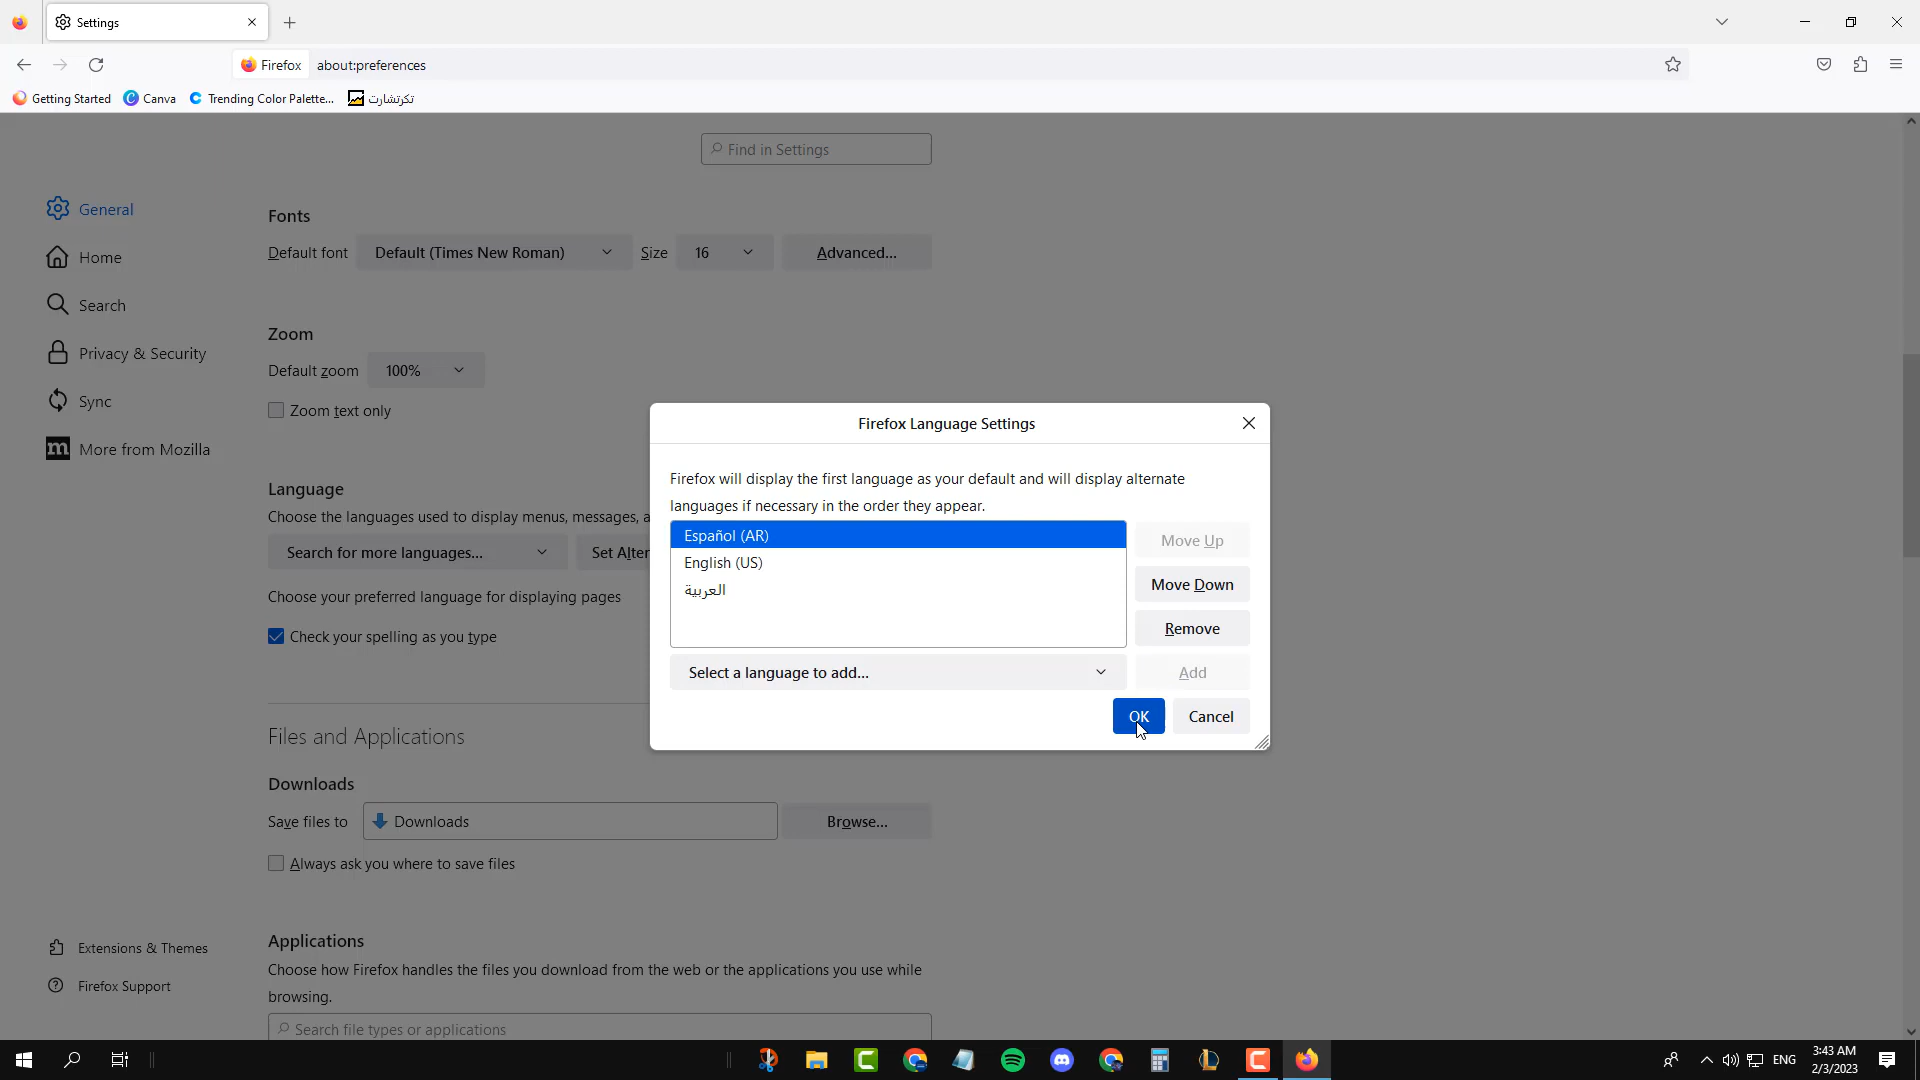 Settings
Firefox about:preferences
Getting Started Canva Trending Color Palette... تكرتشارت
Find in Settings
General
Home
Search
Privacy & Security
Sync
More from Mozilla
Extensions & Themes
Firefox Support
Fonts
Default font Default (Times New Roman) Size 16 Advanced...
Zoom
Default zoom 100%
Zoom text only
Language
Choose the languages used to display menus, messages, a
Search for more languages... Set Alter
Choose your preferred language for displaying pages
Check your spelling as you type
Files and Applications
Downloads
Save files to Downloads Browse...
Always ask you where to save files
Applications
Choose how Firefox handles the files you download from the web or the applications you use while
browsing.
Search file types or applications
Firefox Language Settings
Firefox will display the first language as your default and will display alternate
languages if necessary in the order they appear.
Español (AR)
English (US)
العربية
Move Up
Move Down
Remove
Select a language to add... Add
OK Cancel
ENG
3:43 AM
2/3/2023